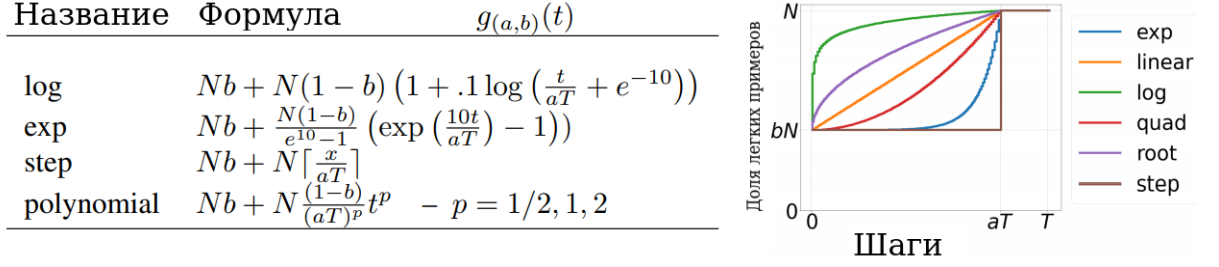 Название Формула g_{(a,b)}(t)
log Nb + N(1 − b) (1 + .1 log (t/aT + e^{−10}))
exp Nb + N(1−b)/e^{10}−1 (exp (10t/aT) − 1))
step Nb + N⌈x/aT⌉
polynomial Nb + N (1−b)/(aT)^p t^p – p = 1/2, 1, 2
Доля легких примеров
N
bN
0
0 aT T
Шаги
exp
linear
log
quad
root
step